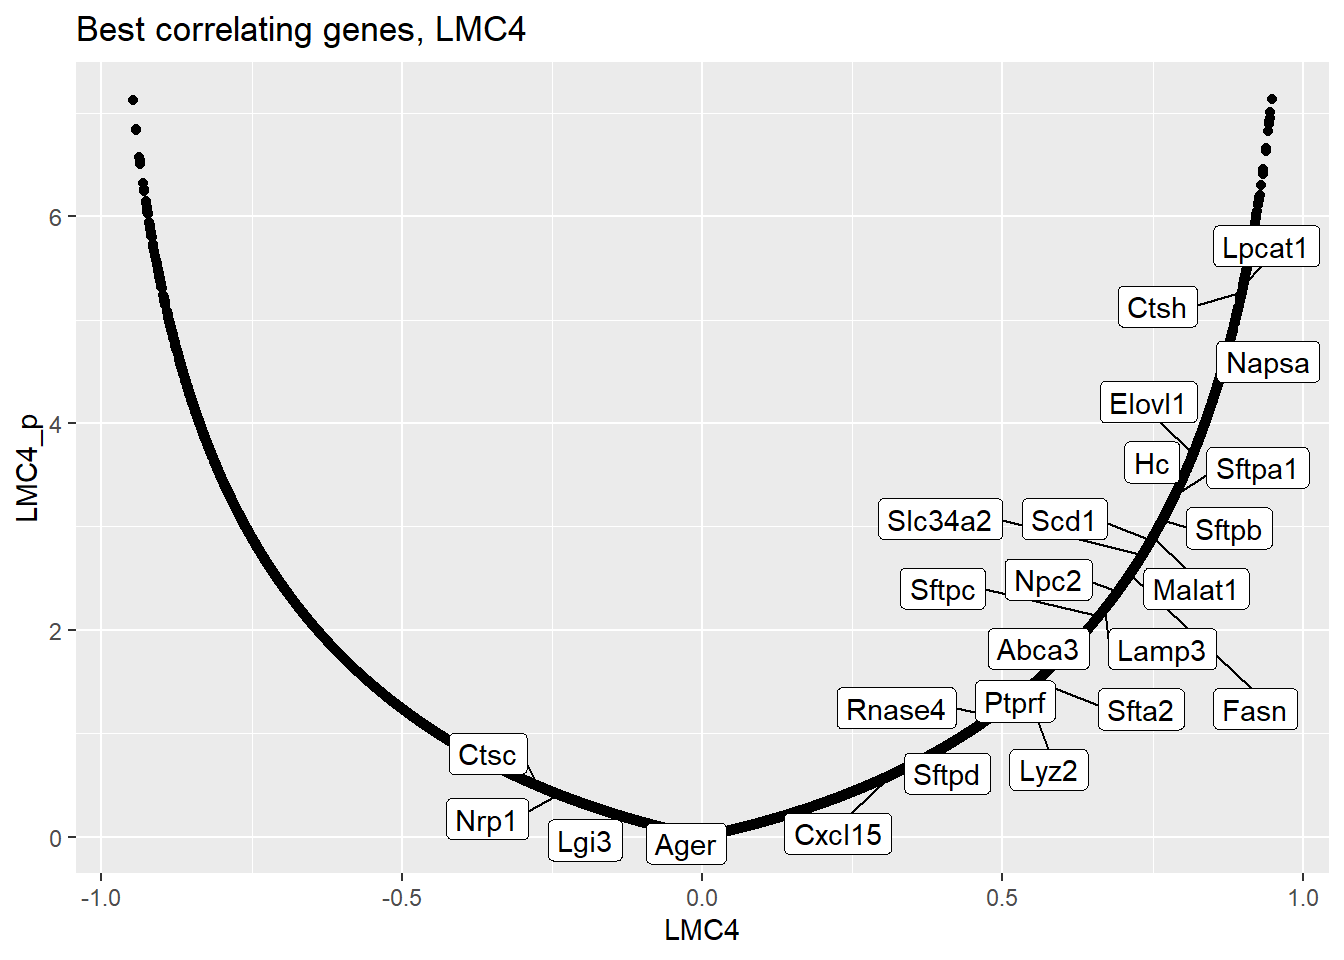 Best correlating genes, LMC4
LMC4_p
6
4
2
0
Lpcat1
Ctsh
Napsa
Elovl1
Hc
Sftpa1
Slc34a2
Scd1
Sftpb
Sftpc
Npc2
Malat1
Abca3
Lamp3
Rnase4
Ptprf
Sfta2
Fasn
Ctsc
Sftpd
Lyz2
Nrp1
Lgi3
Ager
Cxcl15
-1.0
-0.5
0.0
0.5
1.0
LMC4